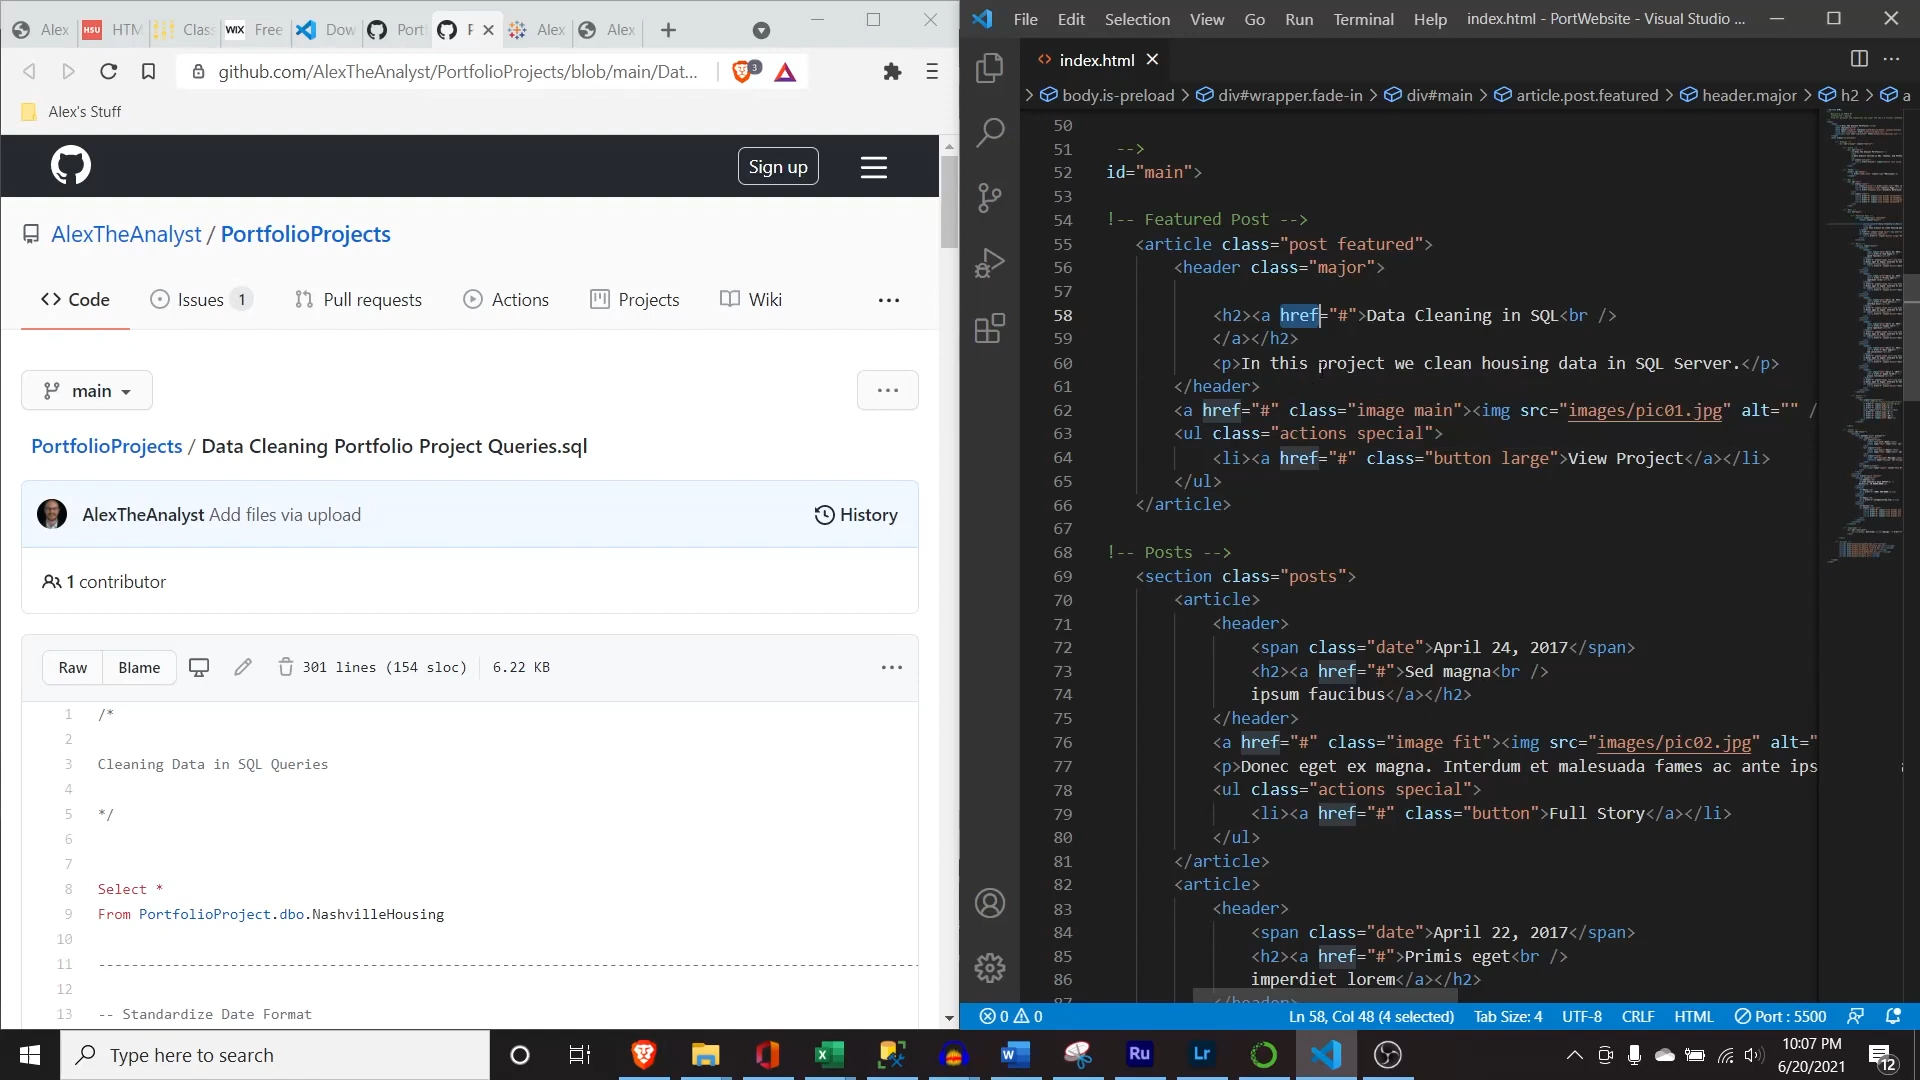 Alex HSU HTM Clas WIX Free Dow Port P Alex Alex
github.com/AlexTheAnalyst/PortfolioProjects/blob/main/Dat... 3
Alex's Stuff
Sign up
AlexTheAnalyst / PortfolioProjects
Code Issues 1 Pull requests Actions Projects Wiki ...
main ...
PortfolioProjects / Data Cleaning Portfolio Project Queries.sql
AlexTheAnalyst Add files via upload History
1 contributor
Raw Blame 301 lines (154 sloc) 6.22 KB ...
1 /*
2
3 Cleaning Data in SQL Queries
4
5 */
6
7
8 Select *
9 From PortfolioProject.dbo.NashvilleHousing
10
11 --------------------------------------------------------------------------------------------------------------------------
12
13 -- Standardize Date Format
File Edit Selection View Go Run Terminal Help index.html - PortWebsite - Visual Studio ...
<> index.html
> body.is-preload > div#wrapper.fade-in > div#main > article.post.featured > header.major > h2 > a
50
51 -->
52 id="main">
53
54 !-- Featured Post -->
55 <article class="post featured">
56 <header class="major">
57
58 <h2><a href="#">Data Cleaning in SQL<br />
59 </a></h2>
60 <p>In this project we clean housing data in SQL Server.</p>
61 </header>
62 <a href="#" class="image main"><img src="images/pic01.jpg" alt="" /
63 <ul class="actions special">
64 <li><a href="#" class="button large">View Project</a></li>
65 </ul>
66 </article>
67
68 !-- Posts -->
69 <section class="posts">
70 <article>
71 <header>
72 <span class="date">April 24, 2017</span>
73 <h2><a href="#">Sed magna<br />
74 ipsum faucibus</a></h2>
75 </header>
76 <a href="#" class="image fit"><img src="images/pic02.jpg" alt="
77 <p>Donec eget ex magna. Interdum et malesuada fames ac ante ips
78 <ul class="actions special">
79 <li><a href="#" class="button">Full Story</a></li>
80 </ul>
81 </article>
82 <article>
83 <header>
84 <span class="date">April 22, 2017</span>
85 <h2><a href="#">Primis eget<br />
86 imperdiet lorem</a></h2>
87 </header>
0 0 Ln 58, Col 48 (4 selected) Tab Size: 4 UTF-8 CRLF HTML Port : 5500
Type here to search Ru Lr 10:07 PM
6/20/2021 12